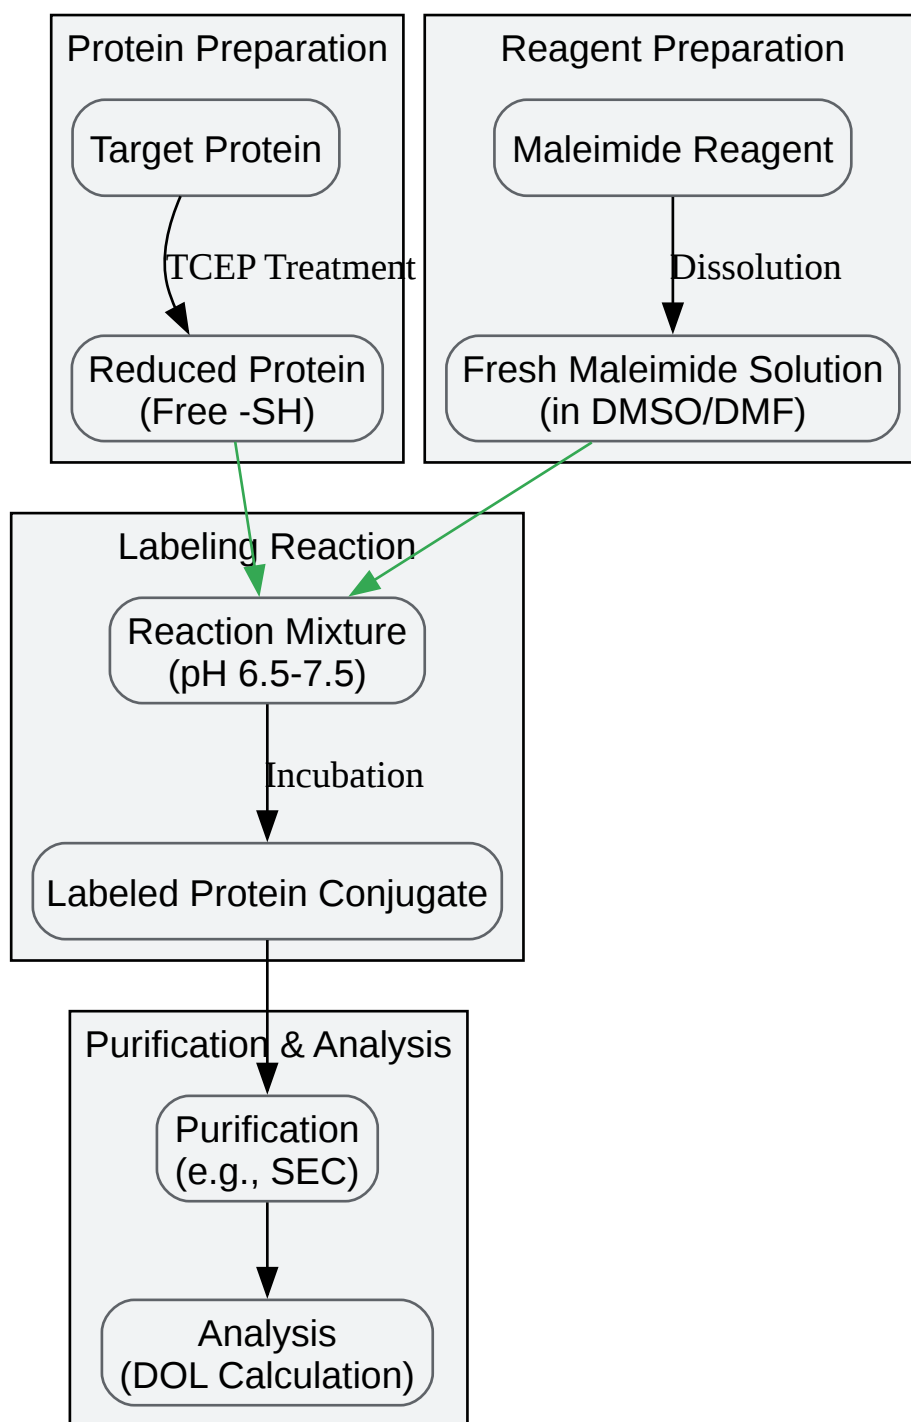 Protein Preparation
Target Protein
TCEP Treatment
Reduced Protein
(Free -SH)
Reagent Preparation
Maleimide Reagent
Dissolution
Fresh Maleimide Solution
(in DMSO/DMF)
Labeling Reaction
Reaction Mixture
(pH 6.5-7.5)
Incubation
Labeled Protein Conjugate
Purification & Analysis
Purification
(e.g., SEC)
Analysis
(DOL Calculation)